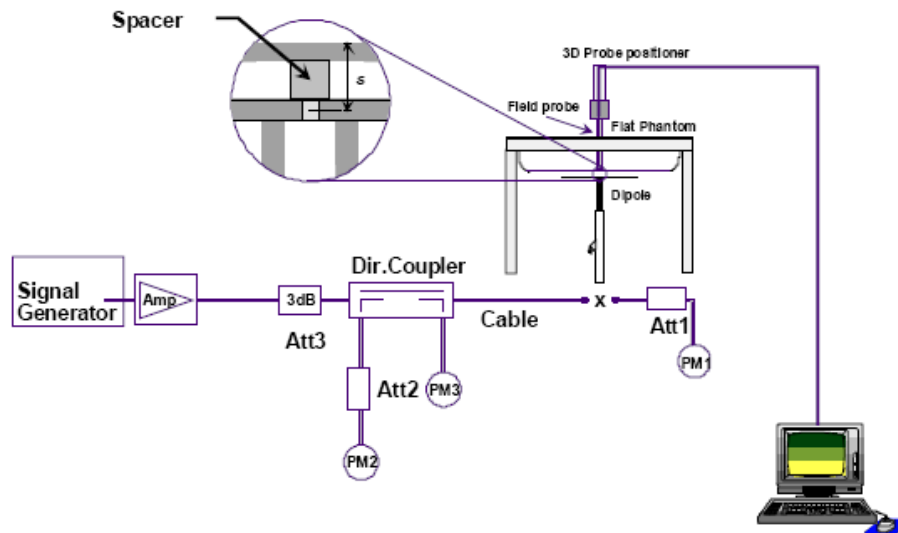 Spacer
s
3D Probe positioner
Field probe
Flat Phantom
Dipole
Signal
Generator
Amp
3dB
Att3
Dir.Coupler
Cable
x
Att1
PM1
Att2
PM3
PM2